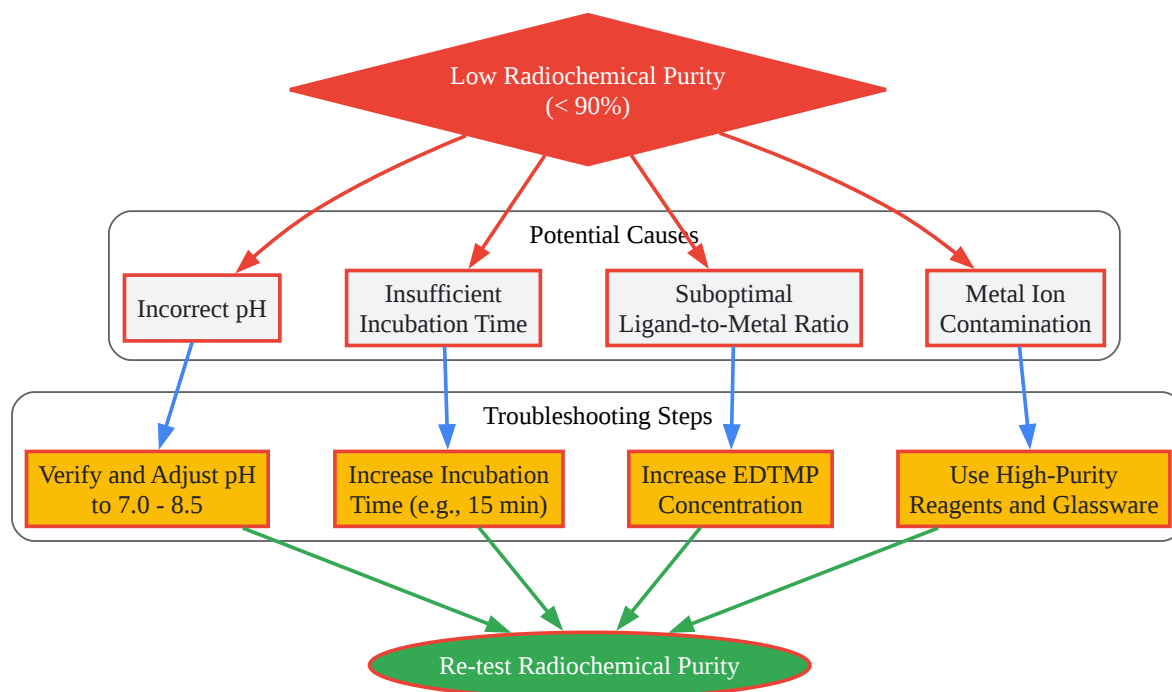 Low Radiochemical Purity
(< 90%)
Potential Causes
Incorrect pH
Insufficient
Incubation Time
Suboptimal
Ligand-to-Metal Ratio
Metal Ion
Contamination
Troubleshooting Steps
Verify and Adjust pH
to 7.0 - 8.5
Increase Incubation
Time (e.g., 15 min)
Increase EDTMP
Concentration
Use High-Purity
Reagents and Glassware
Re-test Radiochemical Purity